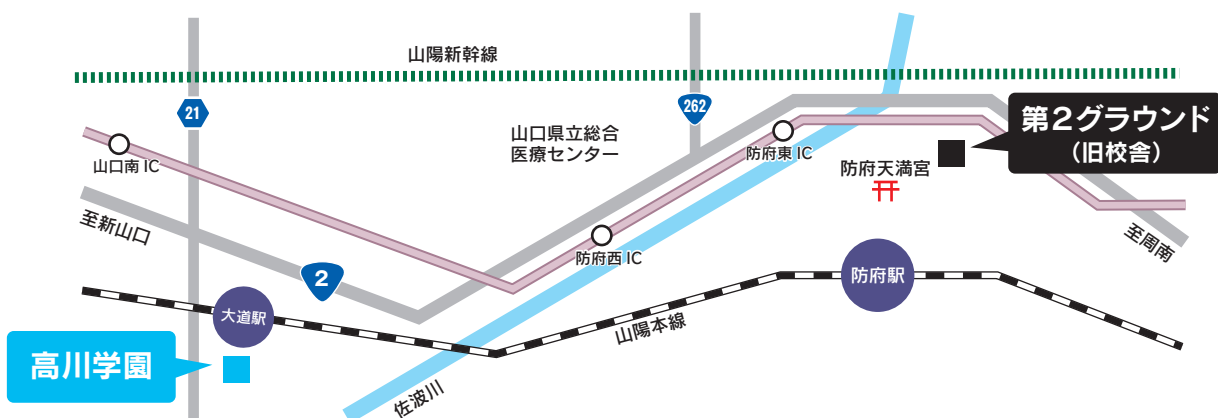 山陽新幹線
21
262
第2グラウンド
(旧校舎)
山口県立総合
医療センター
山口南 IC
防府東 IC
防府天満宮
至新山口
防府西 IC
至周南
2
防府駅
大道駅
山陽本線
高川学園
佐波川